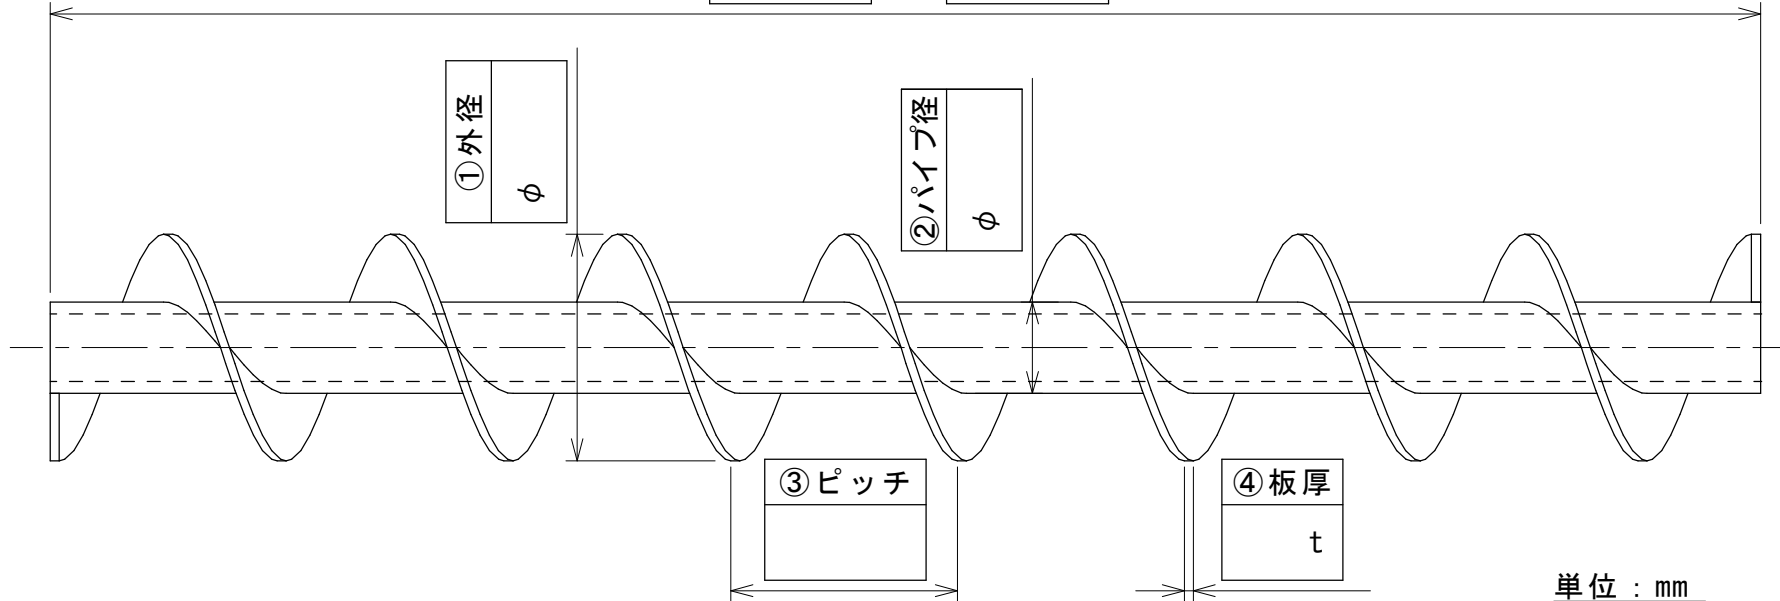 ①外径
φ
②パイプ径
φ
③ピッチ
④板厚
t
単位：mm